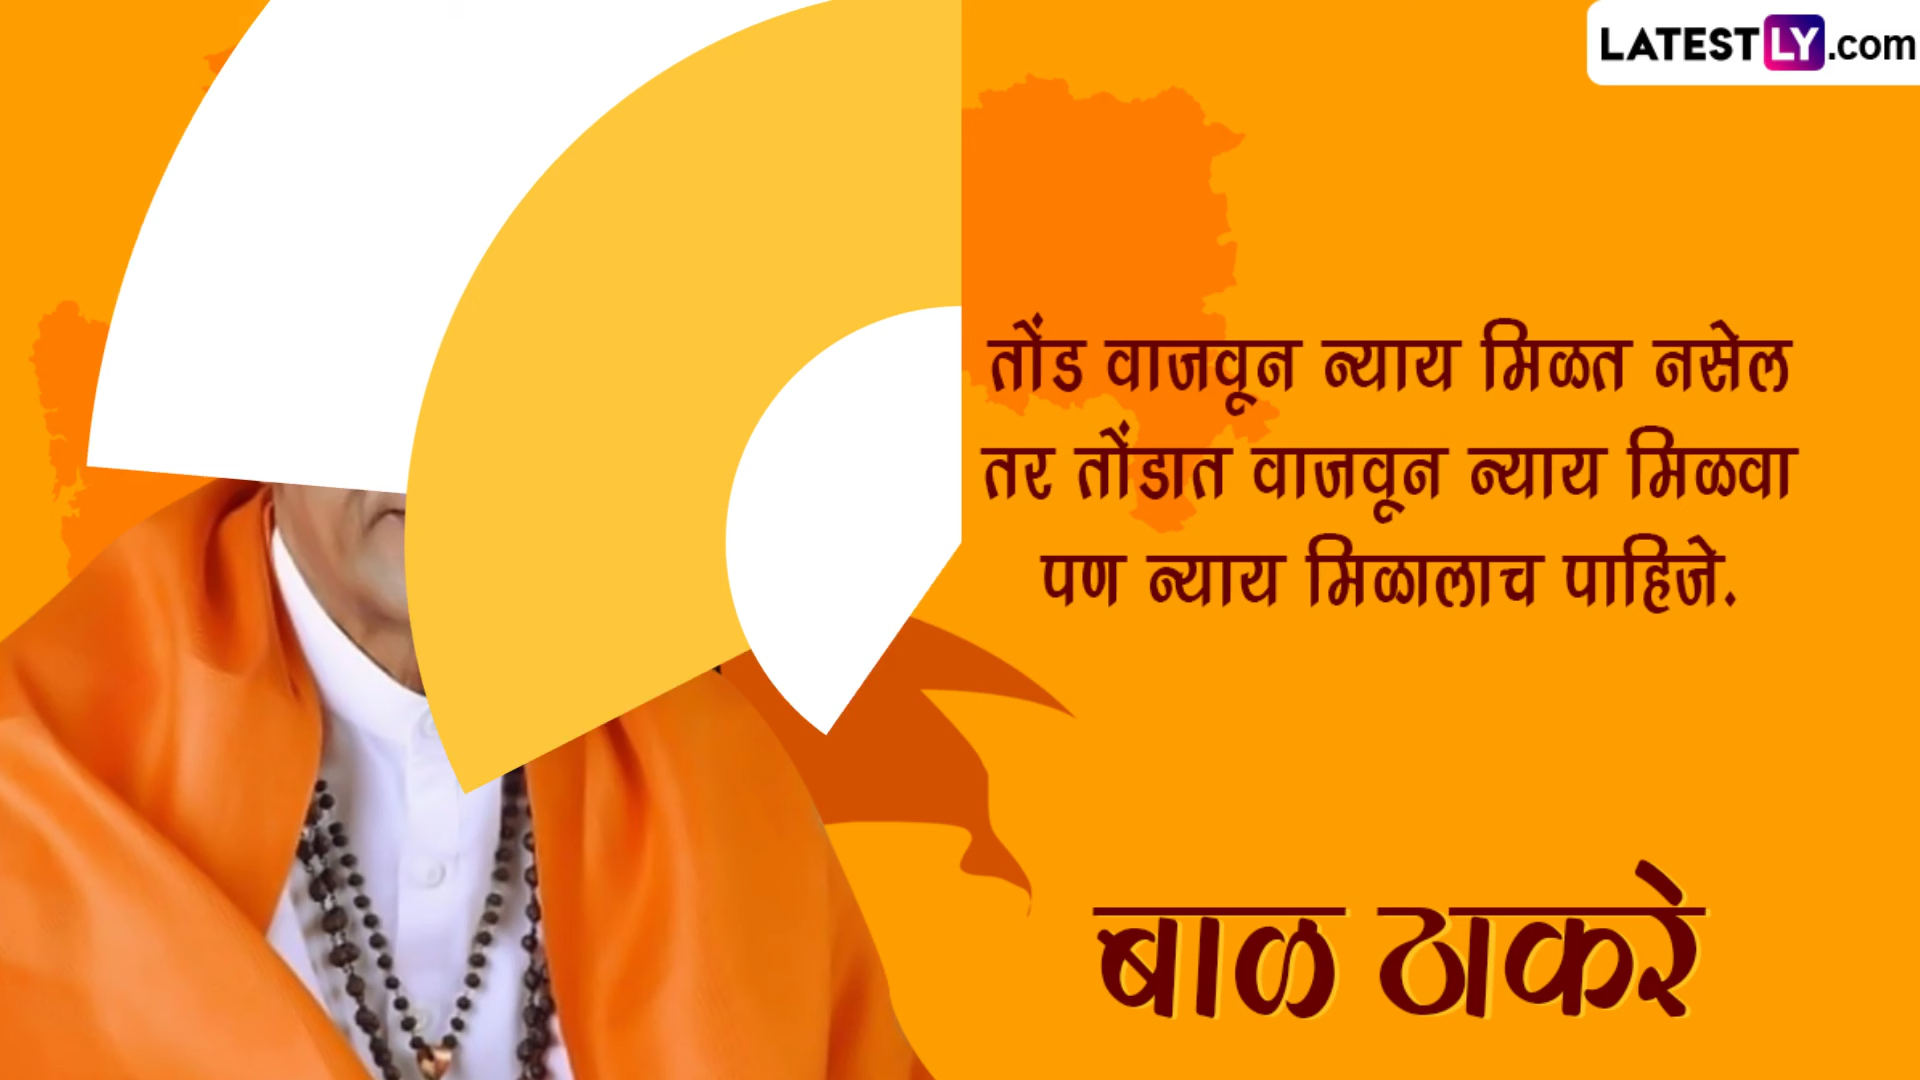 LATESTLY.com
तोंड वाजवून न्याय मिळत नसेल
तर तोंडात वाजवून न्याय मिळवा
पण न्याय मिळालाच पाहिजे.
बाळ ठाकरे